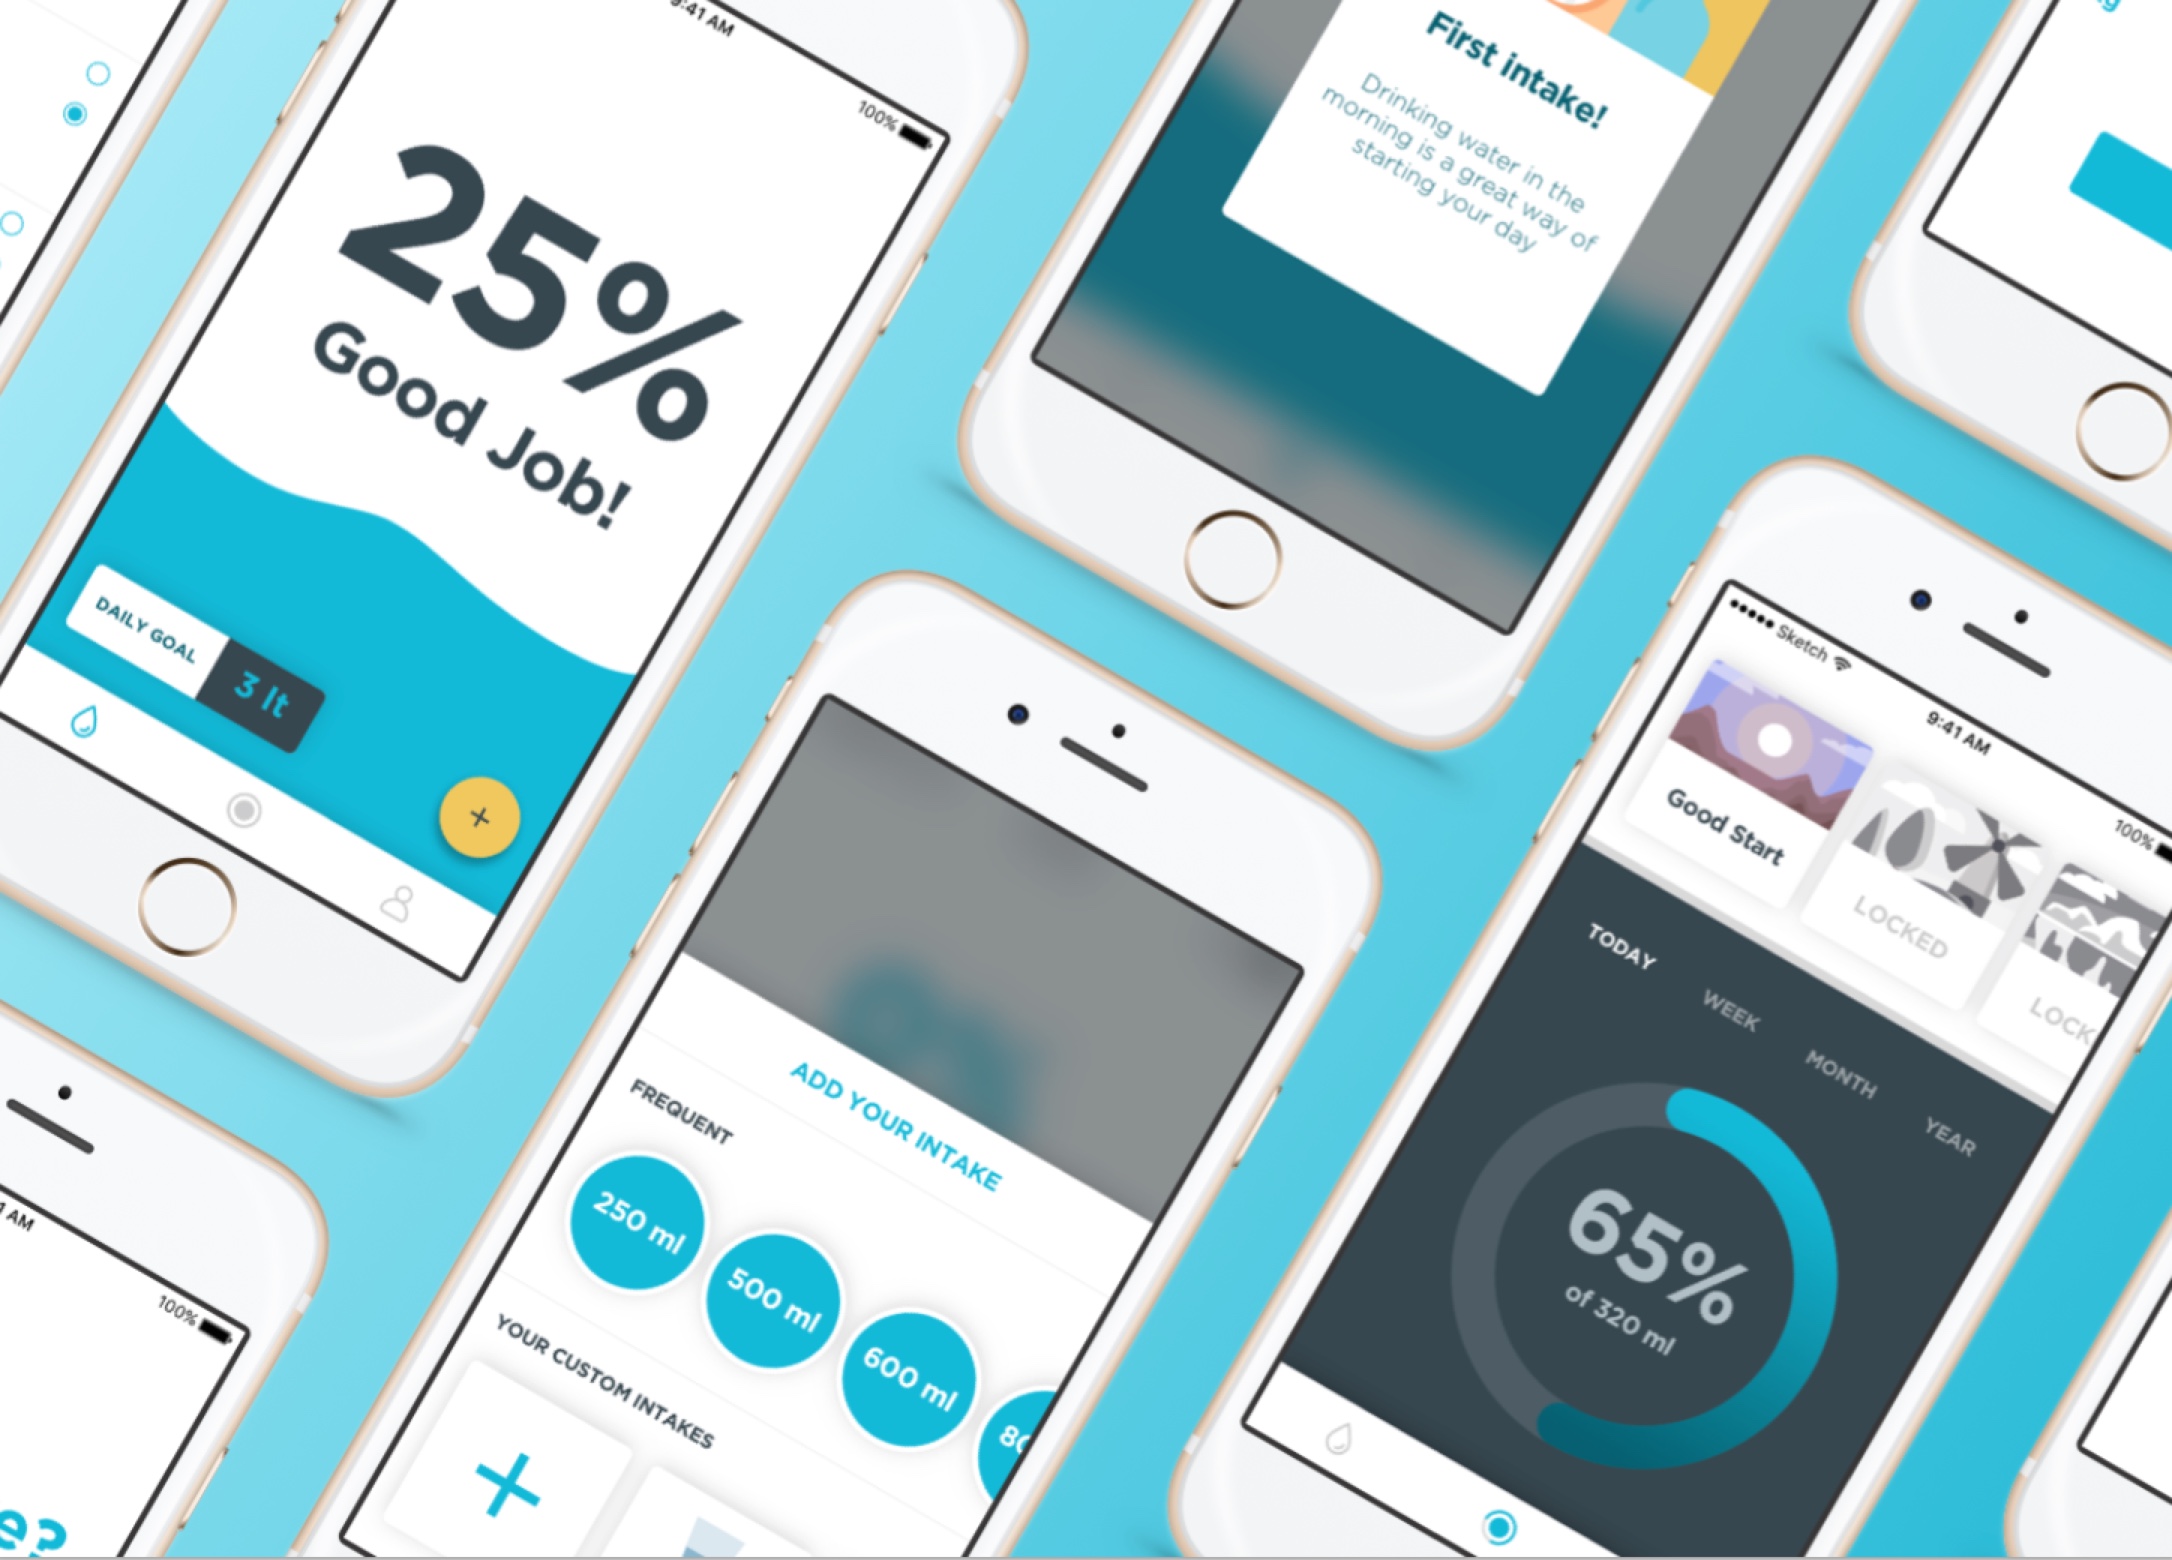 9:41 AM
100%
25%
Good Job!
DAILY GOAL
3 lt
+
First intake!
Drinking water in the
morning is a great way of
starting your day
ADD YOUR INTAKE
FREQUENT
250 ml
500 ml
600 ml
YOUR CUSTOM INTAKES
Sketch
9:41 AM
100%
Good Start
LOCKED
LOCK
TODAY
WEEK
MONTH
YEAR
65%
of 320 ml
AM
100%
e?